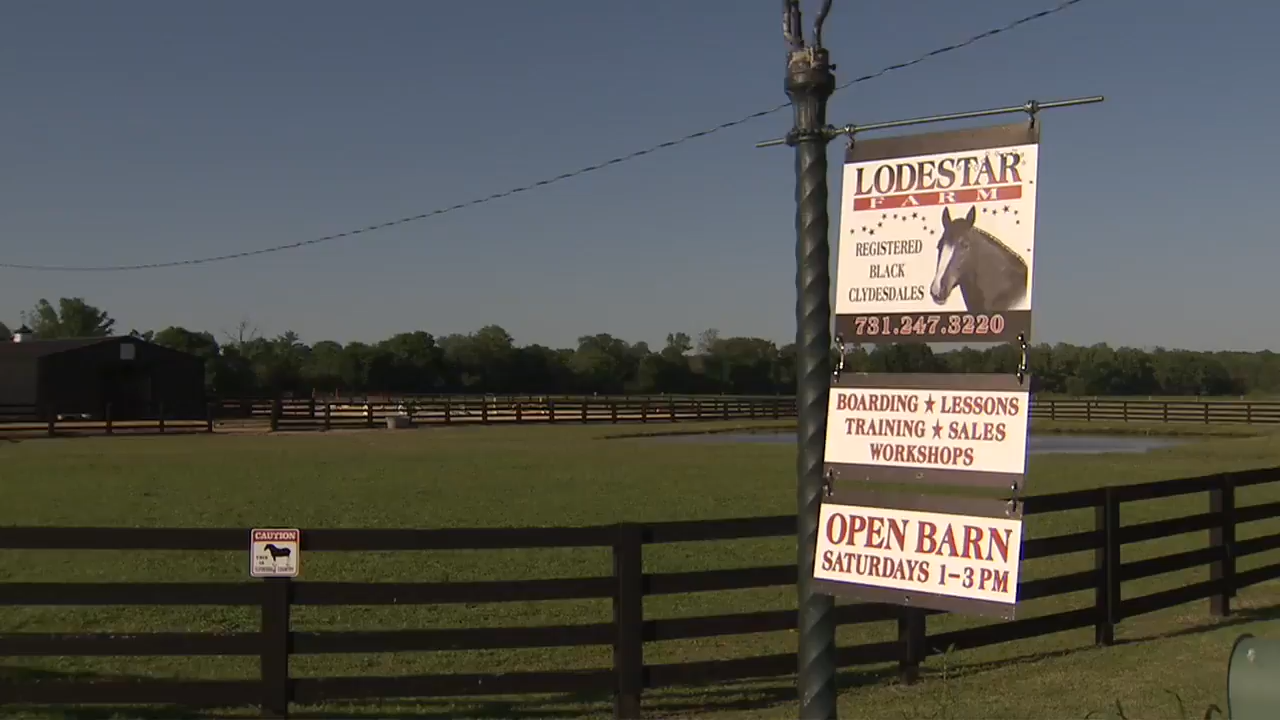 LODESTAR
FARM
REGISTERED
BLACK
CLYDESDALES
731.247.3220
BOARDING ★ LESSONS
TRAINING ★ SALES
WORKSHOPS
OPEN BARN
SATURDAYS 1-3 PM
CAUTION